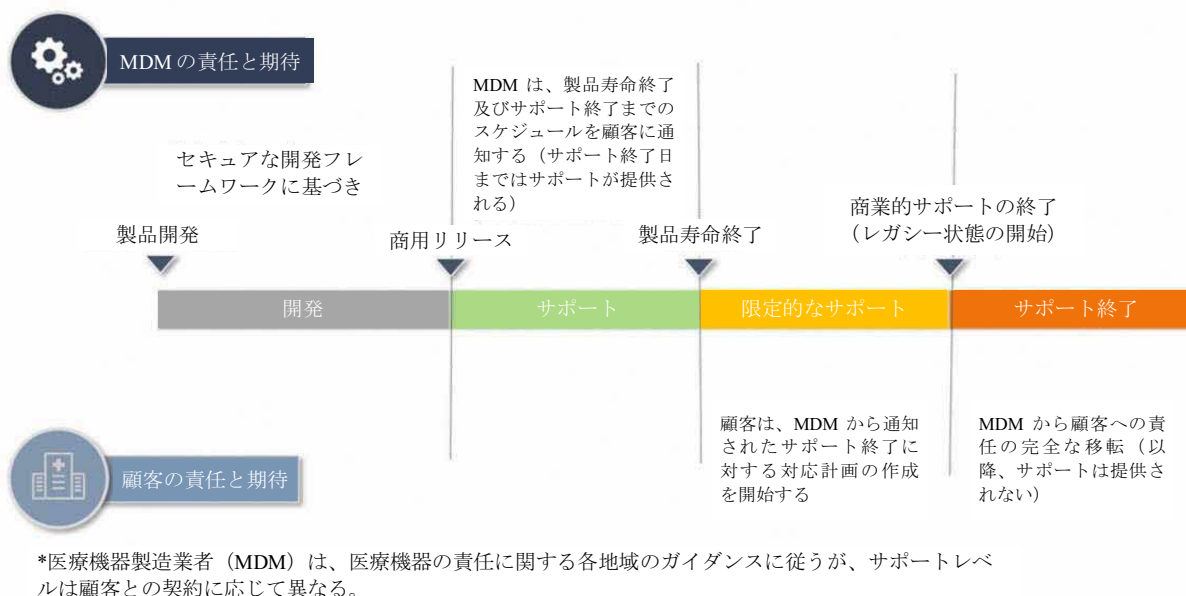 MDM の責任と期待
MDM は、製品寿命終了
及びサポート終了までの
スケジュールを顧客に通
知する（サポート終了日
まではサポートが提供さ
れる）
セキュアな開発フレ
ームワークに基づき
商業的サポートの終了
（レガシー状態の開始）
製品開発
商用リリース
製品寿命終了
開発
サポート
限定的なサポート
サポート終了
顧客の責任と期待
顧客は、MDM から通知
されたサポート終了に
対する対応計画の作成
を開始する
MDM から顧客への責
任の完全な移転（以
降、サポートは提供さ
れない）
*医療機器製造業者（MDM）は、医療機器の責任に関する各地域のガイダンスに従うが、サポートレベ
ルは顧客との契約に応じて異なる。